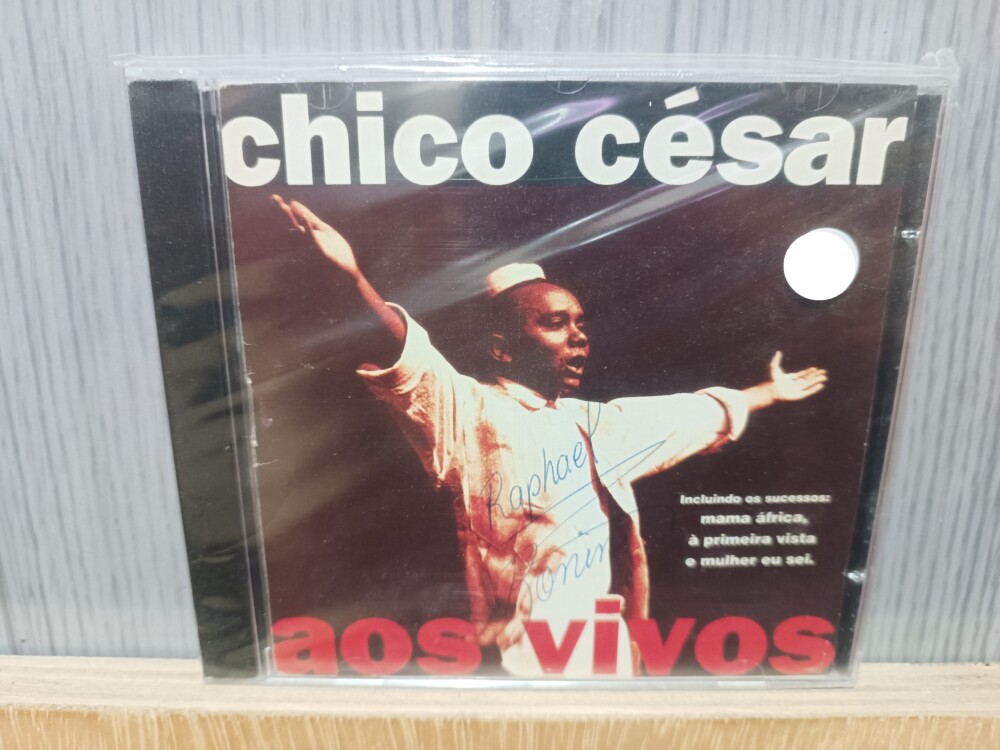 chico césar
Raphael
Incluindo os sucessos:
mama áfrica,
à primeira vista
e mulher eu sei.
aos vivos